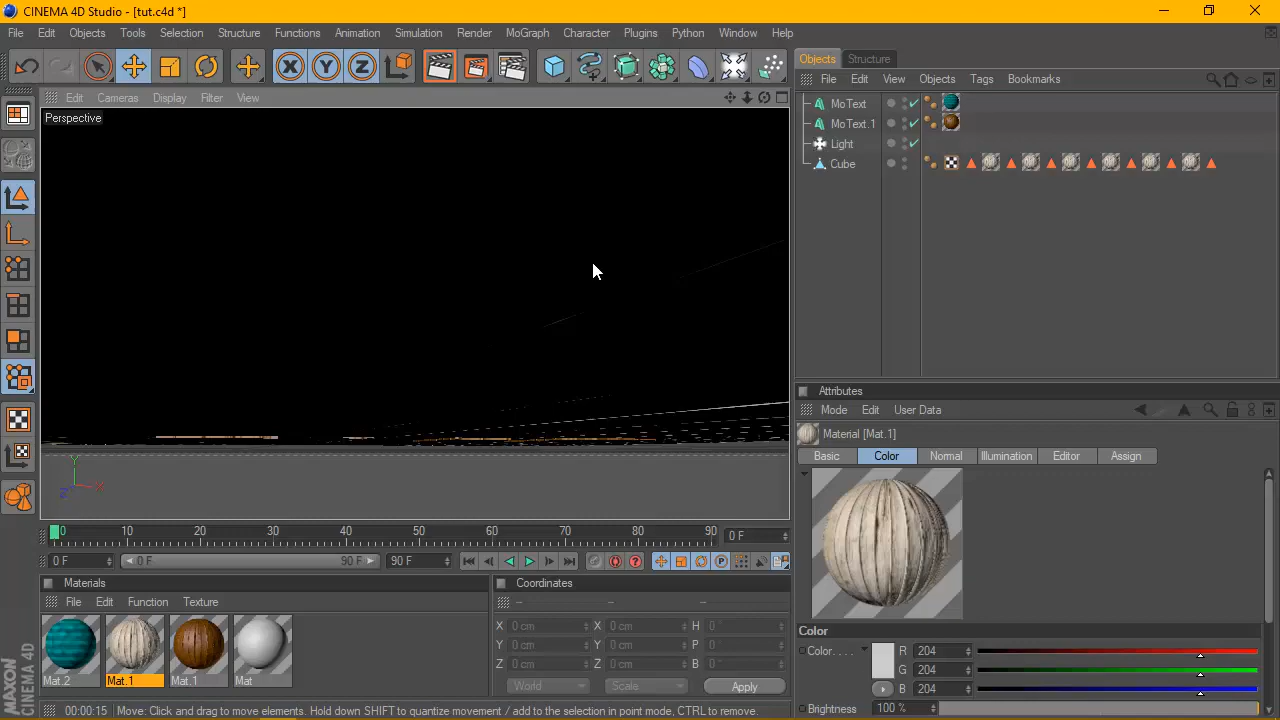 CINEMA 4D Studio - [tut.c4d *]
File Edit Objects Tools Selection Structure Functions Animation Simulation Render MoGraph Character Plugins Python Window Help
Objects Structure
File Edit View Objects Tags Bookmarks
Edit Cameras Display Filter View
Perspective
MoText
MoText.1
Light
Cube
Y
Z X
Attributes
Mode Edit User Data
Material [Mat.1]
Basic Color Normal Illumination Editor Assign
0 10 20 30 40 50 60 70 80 90 0 F
0 F 0 F 90 F 90 F
Materials
File Edit Function Texture
Mat.2 Mat.1 Mat.1 Mat
Coordinates
-- -- --
X 0 cm X 0 cm H 0 °
Y 0 cm Y 0 cm P 0 °
Z 0 cm Z 0 cm B 0 °
World Scale Apply
Color
Color. . . . R 204
G 204
B 204
Brightness 100 %
MAXON CINEMA 4D
00:00:15 Move: Click and drag to move elements. Hold down SHIFT to quantize movement / add to the selection in point mode, CTRL to remove.